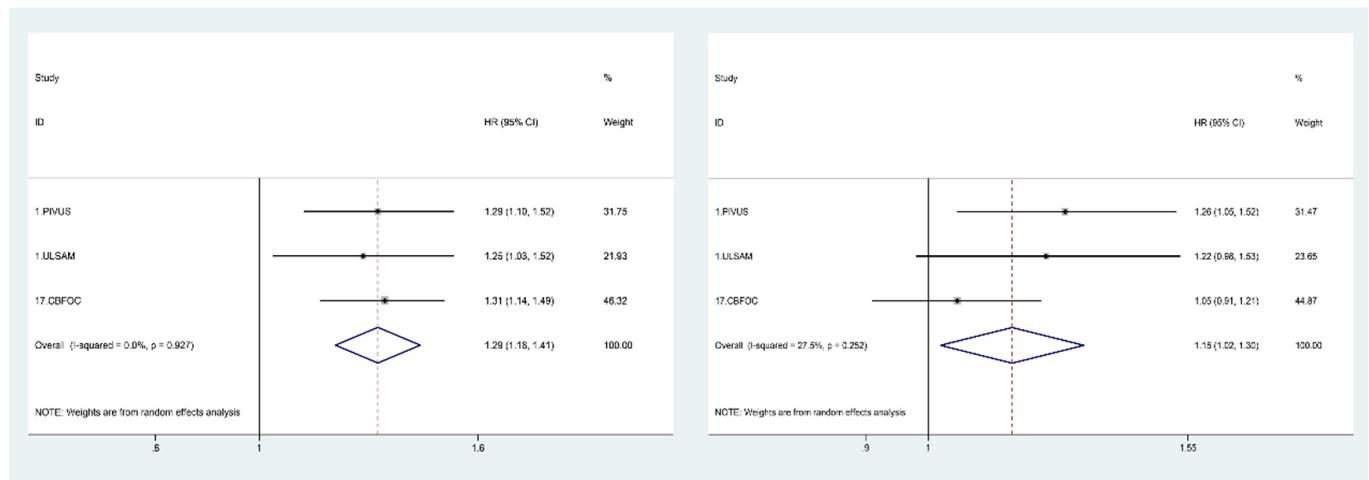 Study %
ID HR (95% CI) Weight
1.PIVUS 1.29 (1.10, 1.52) 31.75
1.ULSAM 1.25 (1.03, 1.52) 21.93
17.CBFOC 1.31 (1.14, 1.49) 46.32
Overall (I-squared = 0.0%, p = 0.927) 1.29 (1.18, 1.41) 100.00
NOTE: Weights are from random effects analysis
.8 1 1.6
Study %
ID HR (95% CI) Weight
1.PIVUS 1.26 (1.05, 1.52) 31.47
1.ULSAM 1.22 (0.98, 1.53) 23.65
17.CBFOC 1.05 (0.91, 1.21) 44.87
Overall (I-squared = 27.5%, p = 0.252) 1.15 (1.02, 1.30) 100.00
NOTE: Weights are from random effects analysis
.9 1 1.55